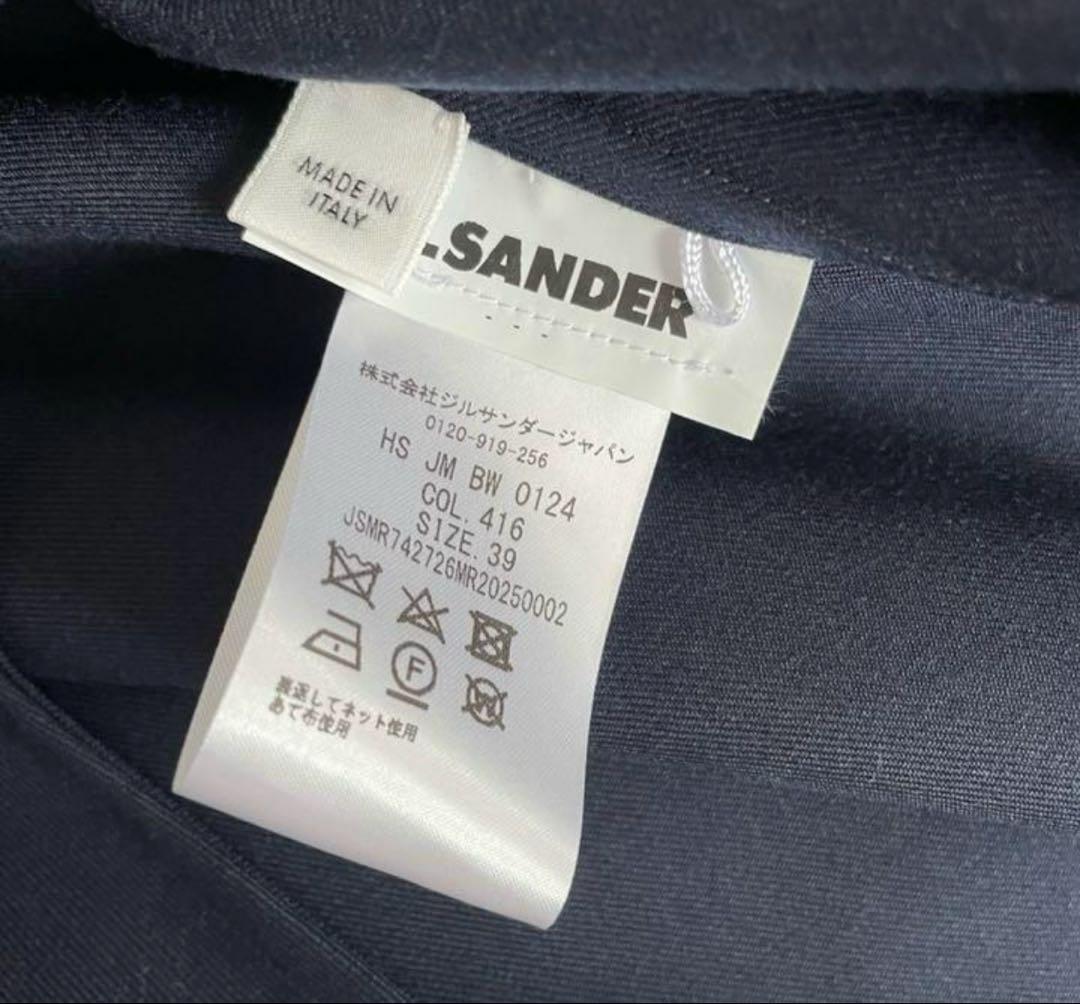 MADE IN
ITALY
.SANDER
株式会社ジルサンダージャパン
0120-919-256
HS JM BW 0124
COL. 416
SIZE. 39
JSMR742726MR20250002
F
W
裏返してネット使用
あて布使用